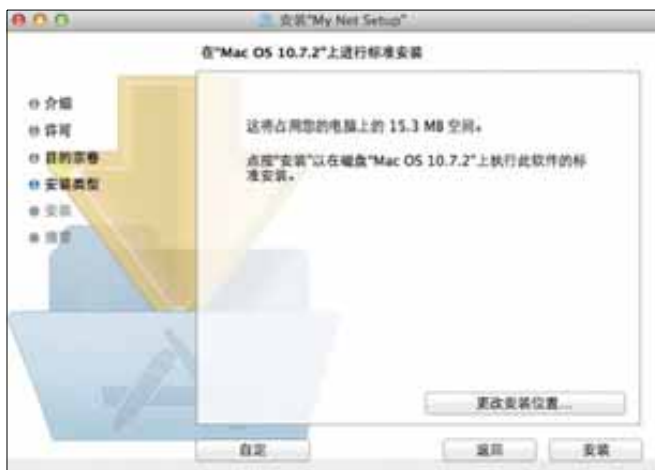 安装“My Net Setup”
在“Mac OS 10.7.2”上进行标准安装
介绍
许可
目的宗卷
安装类型
安装
摘要
这将占用您的电脑上的 15.3 MB 空间。
点按“安装”以在磁盘“Mac OS 10.7.2”上执行此软件的标
准安装。
更改安装位置...
自定
返回
安装